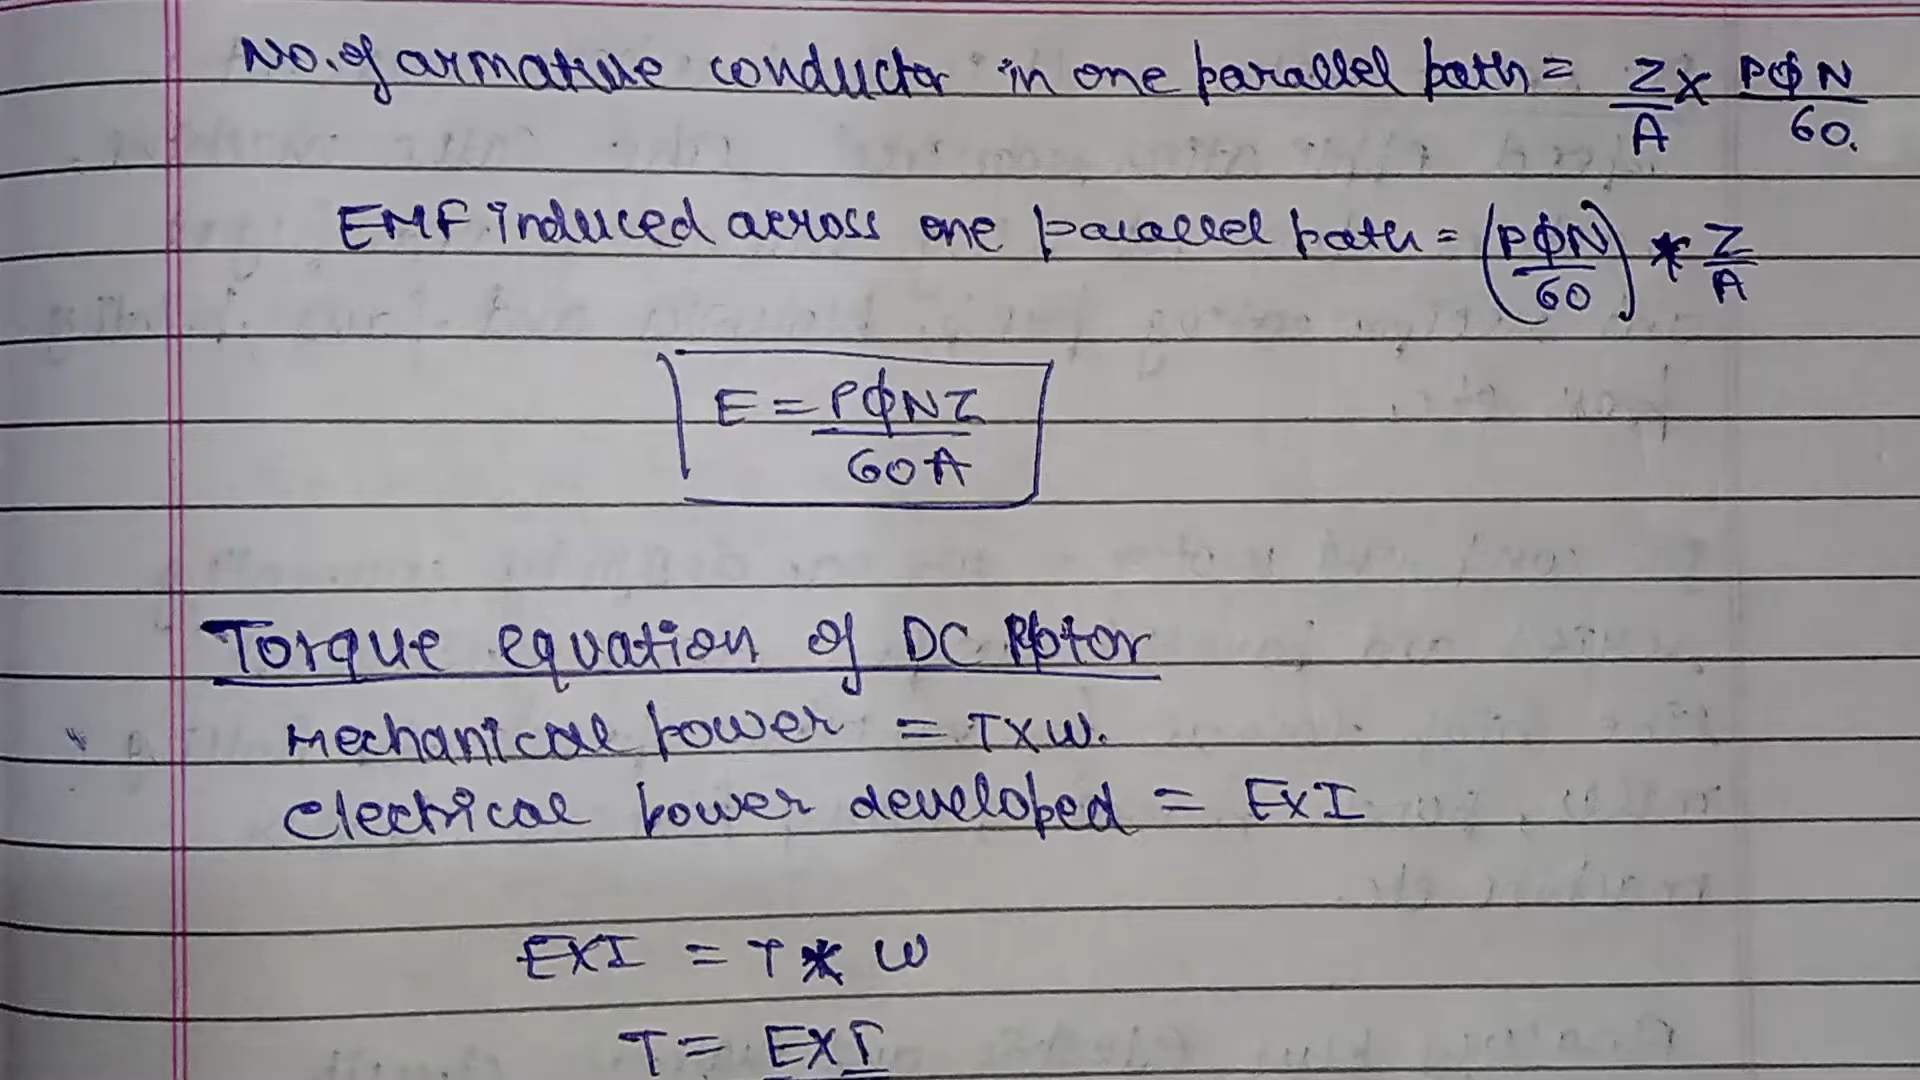 No. of armature conductor in one parallel path = Z/A × PΦN/60.
EMF induced across one parallel path = (PΦN/60) * Z/A
E = PΦNZ/60A
Torque equation of DC Motor
Mechanical power = T×ω.
electrical power developed = E×I
E×I = T * ω
T = E×I